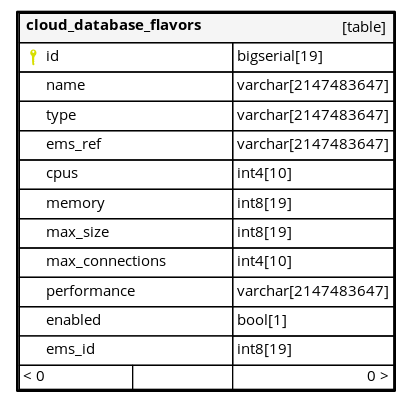 cloud_database_flavors [table]
id bigserial[19]
name varchar[2147483647]
type varchar[2147483647]
ems_ref varchar[2147483647]
cpus int4[10]
memory int8[19]
max_size int8[19]
max_connections int4[10]
performance varchar[2147483647]
enabled bool[1]
ems_id int8[19]
< 0 0 >